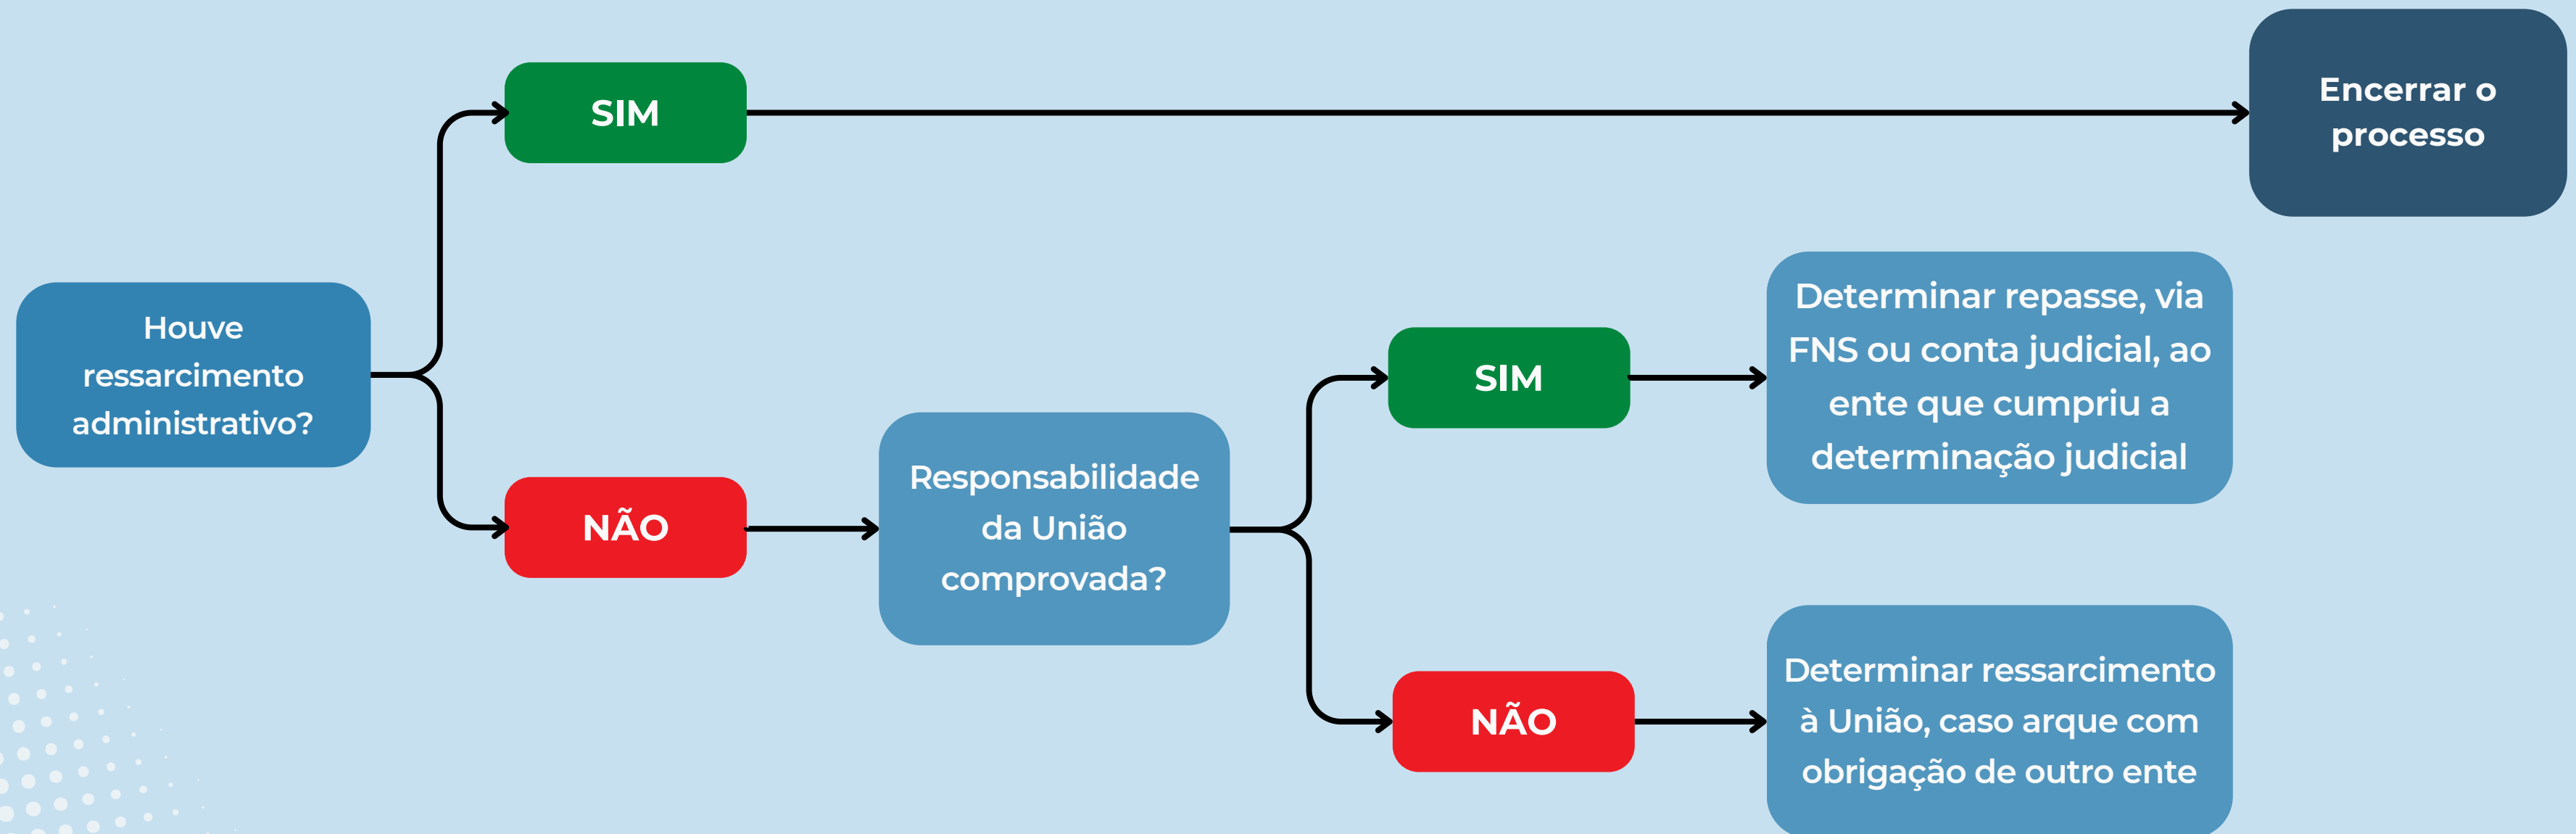 Houve
ressarcimento
administrativo?
SIM
Encerrar o
processo
NÃO
Responsabilidade
da União
comprovada?
SIM
Determinar repasse, via
FNS ou conta judicial, ao
ente que cumpriu a
determinação judicial
NÃO
Determinar ressarcimento
à União, caso arque com
obrigação de outro ente